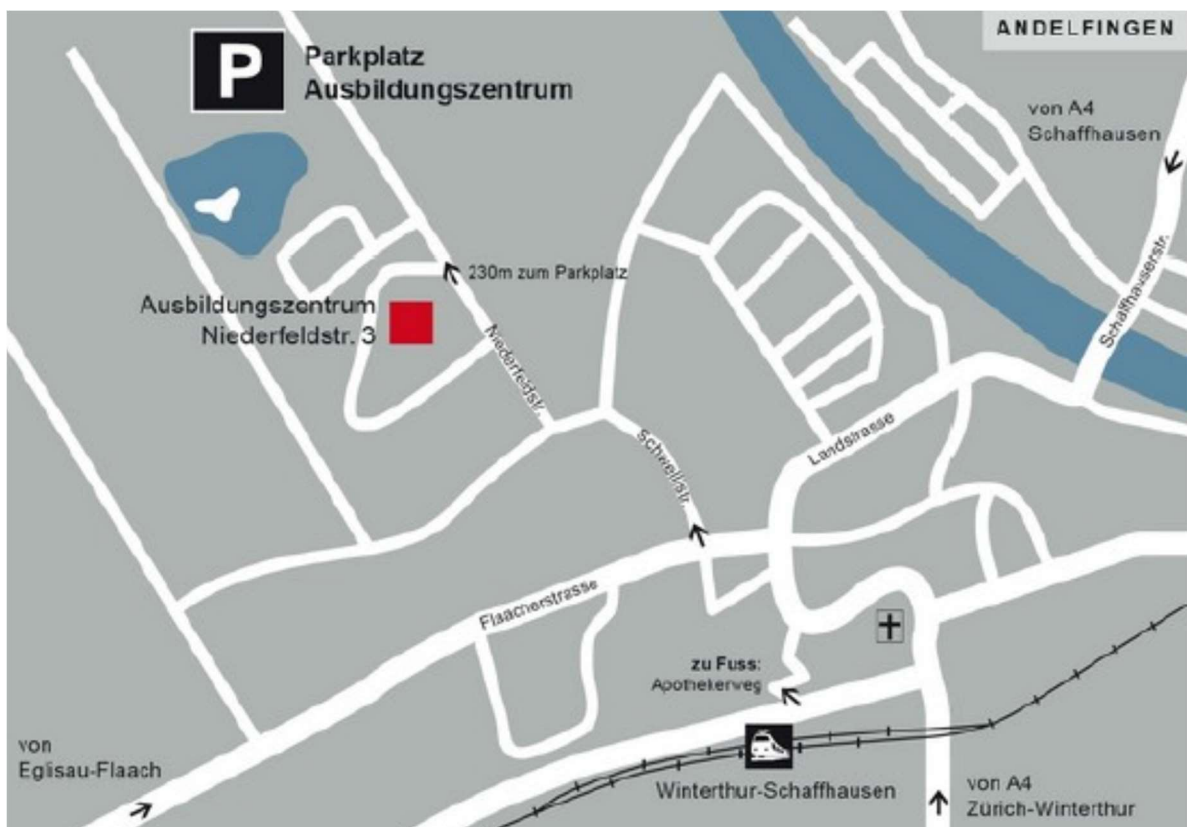 ANDELFINGEN
P
Parkplatz
Ausbildungszentrum
von A4
Schaffhausen
Schaffhauserstr.
230m zum Parkplatz
Ausbildungszentrum
Niederfeldstr. 3
Niederfeldstr.
Schwellstr.
Landstrasse
Flaacherstrasse
zu Fuss:
Apothekerweg
von
Eglisau-Flaach
Winterthur-Schaffhausen
von A4
Zürich-Winterthur